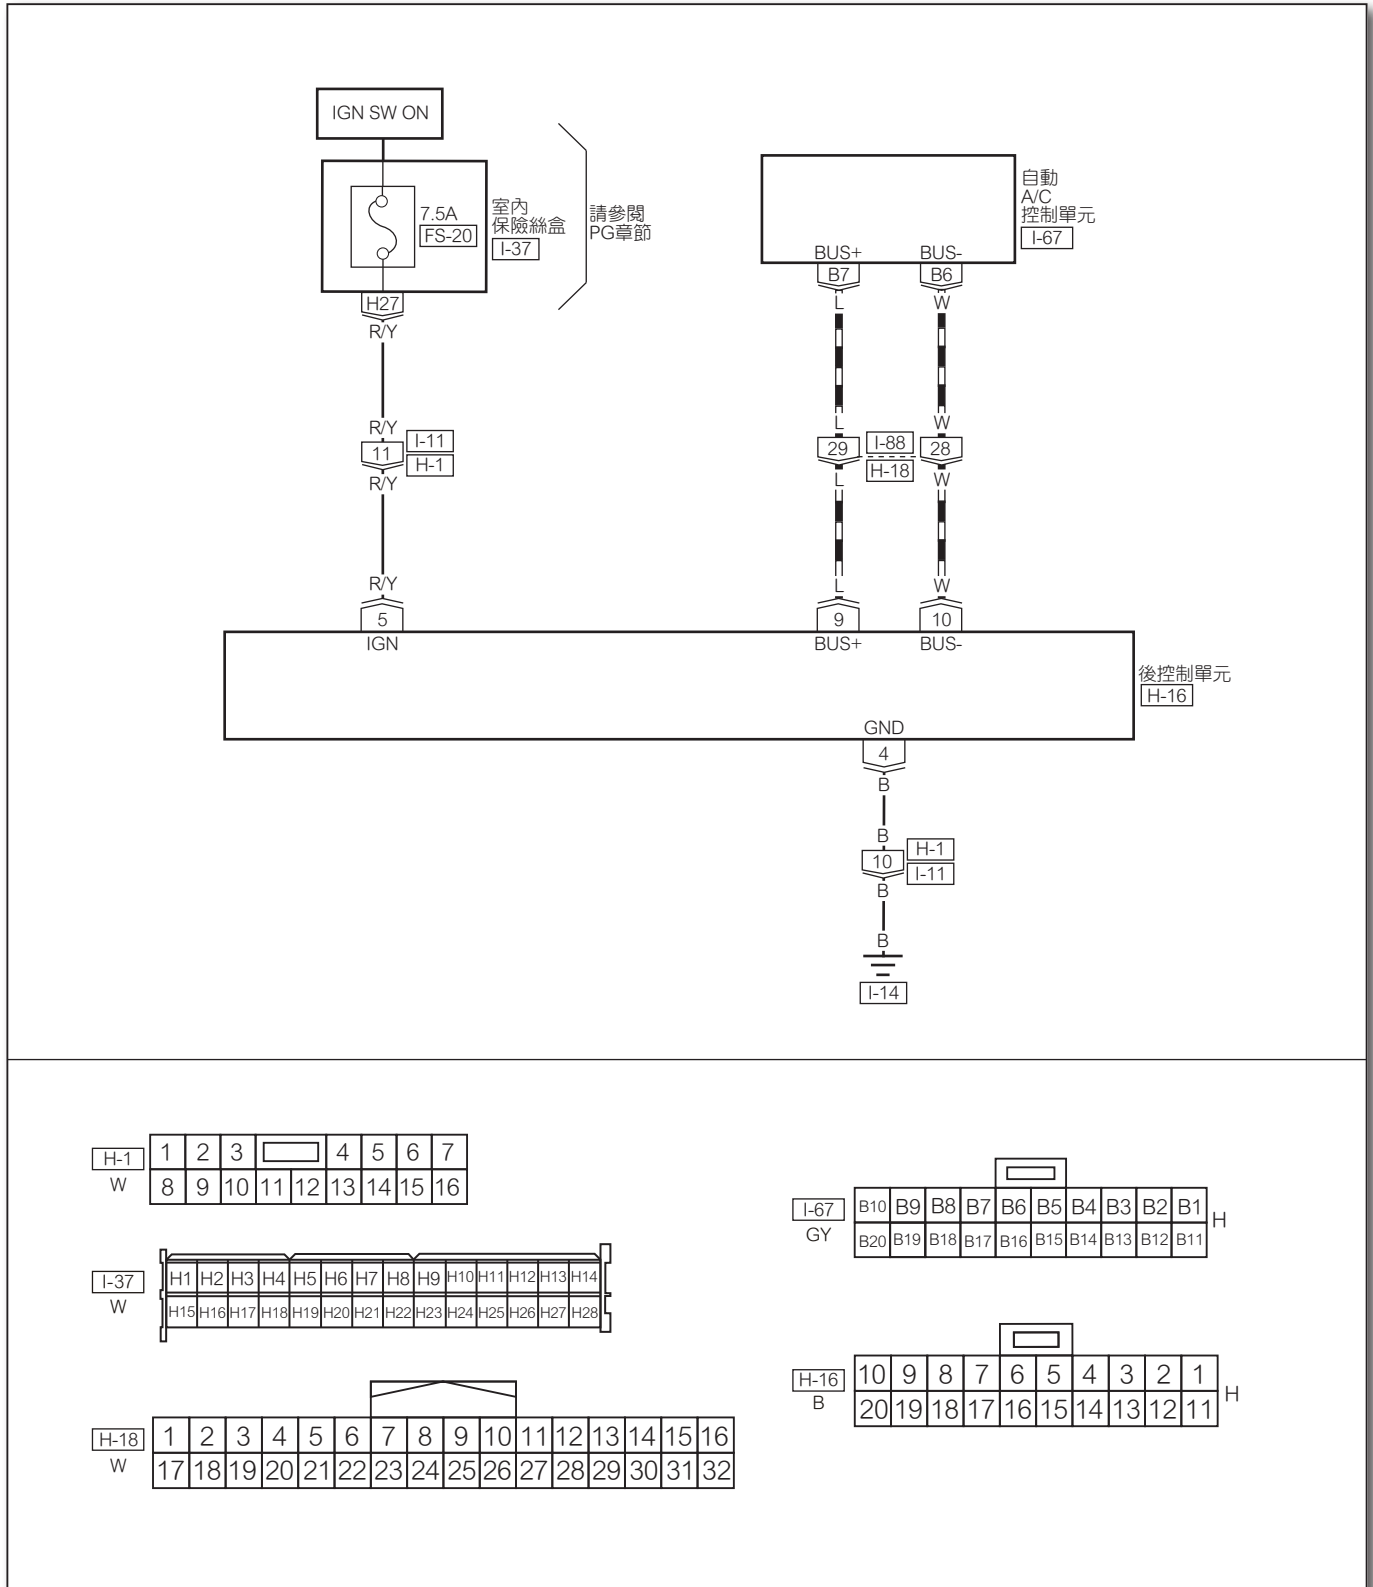 IGN SW ON
7.5A
FS-20
室內
保險絲盒
I-37
請參閱
PG章節
H27
R/Y
R/Y
11
I-11
H-1
R/Y
R/Y
5
IGN
自動
A/C
控制單元
I-67
BUS+
BUS-
B7
B6
L
W
L
W
29
I-88
H-18
28
L
W
L
W
9
10
BUS+
BUS-
後控制單元
H-16
GND
4
B
B
10
H-1
I-11
B
B
I-14
H-1
W
1 2 3 4 5 6 7
8 9 10 11 12 13 14 15 16
I-37
W
H1 H2 H3 H4 H5 H6 H7 H8 H9 H10 H11 H12 H13 H14
H15 H16 H17 H18 H19 H20 H21 H22 H23 H24 H25 H26 H27 H28
H-18
W
1 2 3 4 5 6 7 8 9 10 11 12 13 14 15 16
17 18 19 20 21 22 23 24 25 26 27 28 29 30 31 32
I-67
GY
B10 B9 B8 B7 B6 B5 B4 B3 B2 B1
B20 B19 B18 B17 B16 B15 B14 B13 B12 B11
H
H-16
B
10 9 8 7 6 5 4 3 2 1
20 19 18 17 16 15 14 13 12 11
H